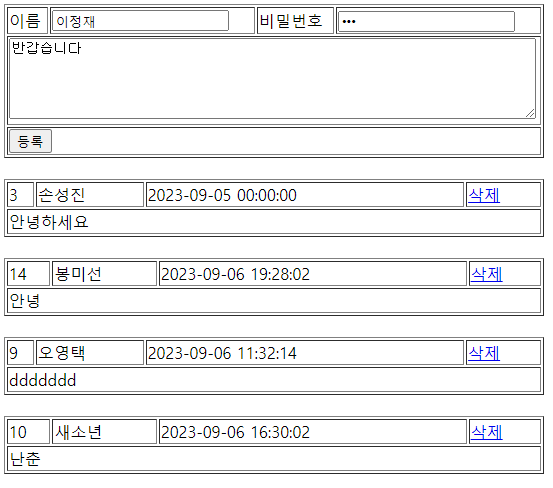 이름 이정재 비밀번호 •••
반갑습니다
등록
3 손성진 2023-09-05 00:00:00 삭제
안녕하세요
14 봉미선 2023-09-06 19:28:02 삭제
안녕
9 오영택 2023-09-06 11:32:14 삭제
ddddddd
10 새소년 2023-09-06 16:30:02 삭제
난춘